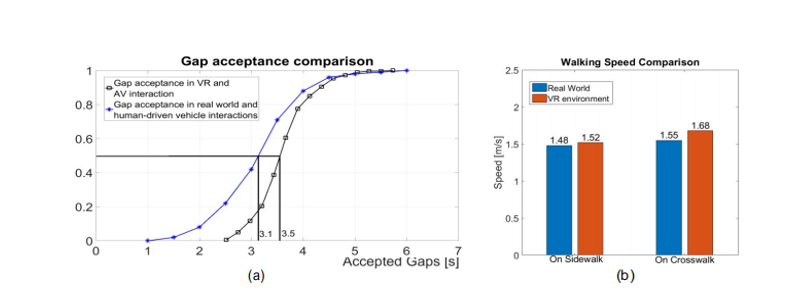 Gap acceptance comparison
1
0.8
0.6
0.4
0.2
0
Gap acceptance in VR and
AV interaction
Gap acceptance in real world and
human-driven vehicle interactions
3.1
3.5
0 1 2 3 4 5 6 7
Accepted Gaps [s]
(a)
Walking Speed Comparison
2.5
2
1.5
1
0.5
0
Speed [m/s]
Real World
VR environment
1.48 1.52
1.55 1.68
On Sidewalk
On Crosswalk
(b)